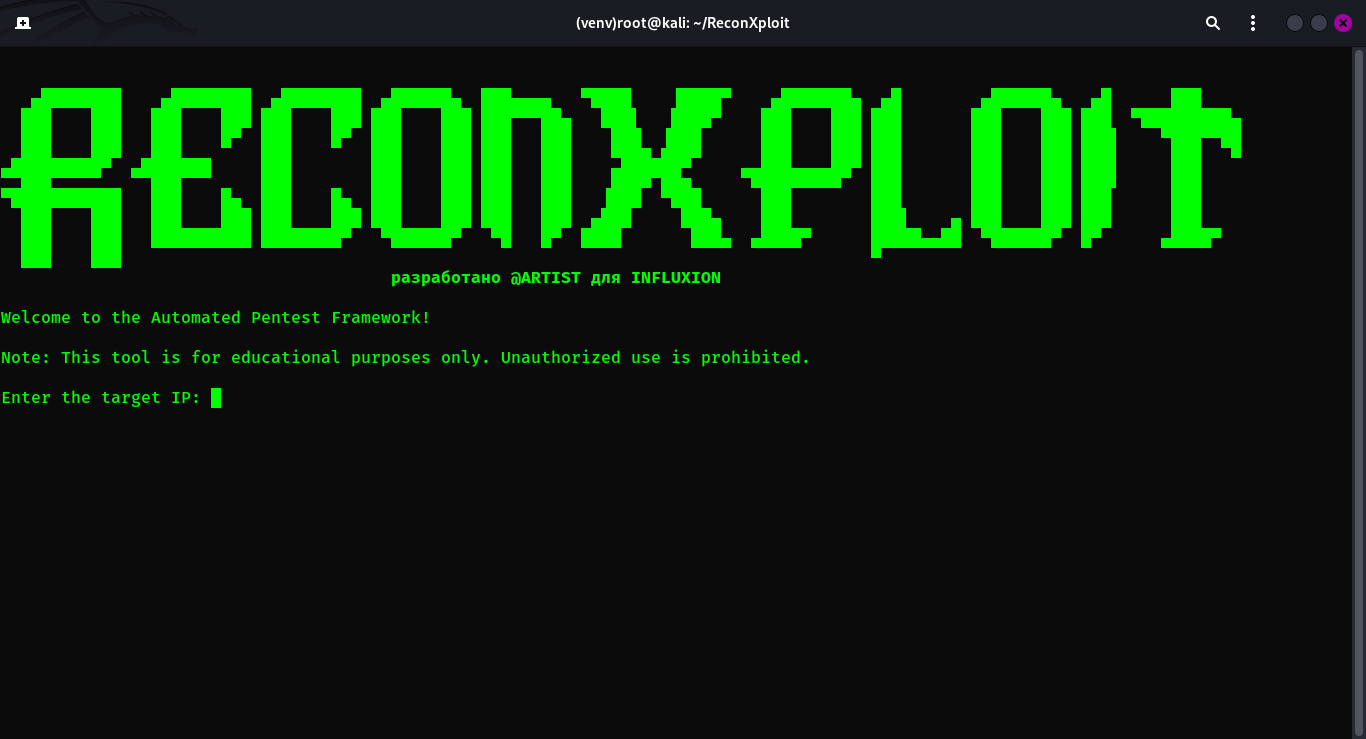 (venv)root@kali: ~/ReconXploit
RECONXPLOIT
разработано @ARTIST для INFLUXION
Welcome to the Automated Pentest Framework!
Note: This tool is for educational purposes only. Unauthorized use is prohibited.
Enter the target IP: